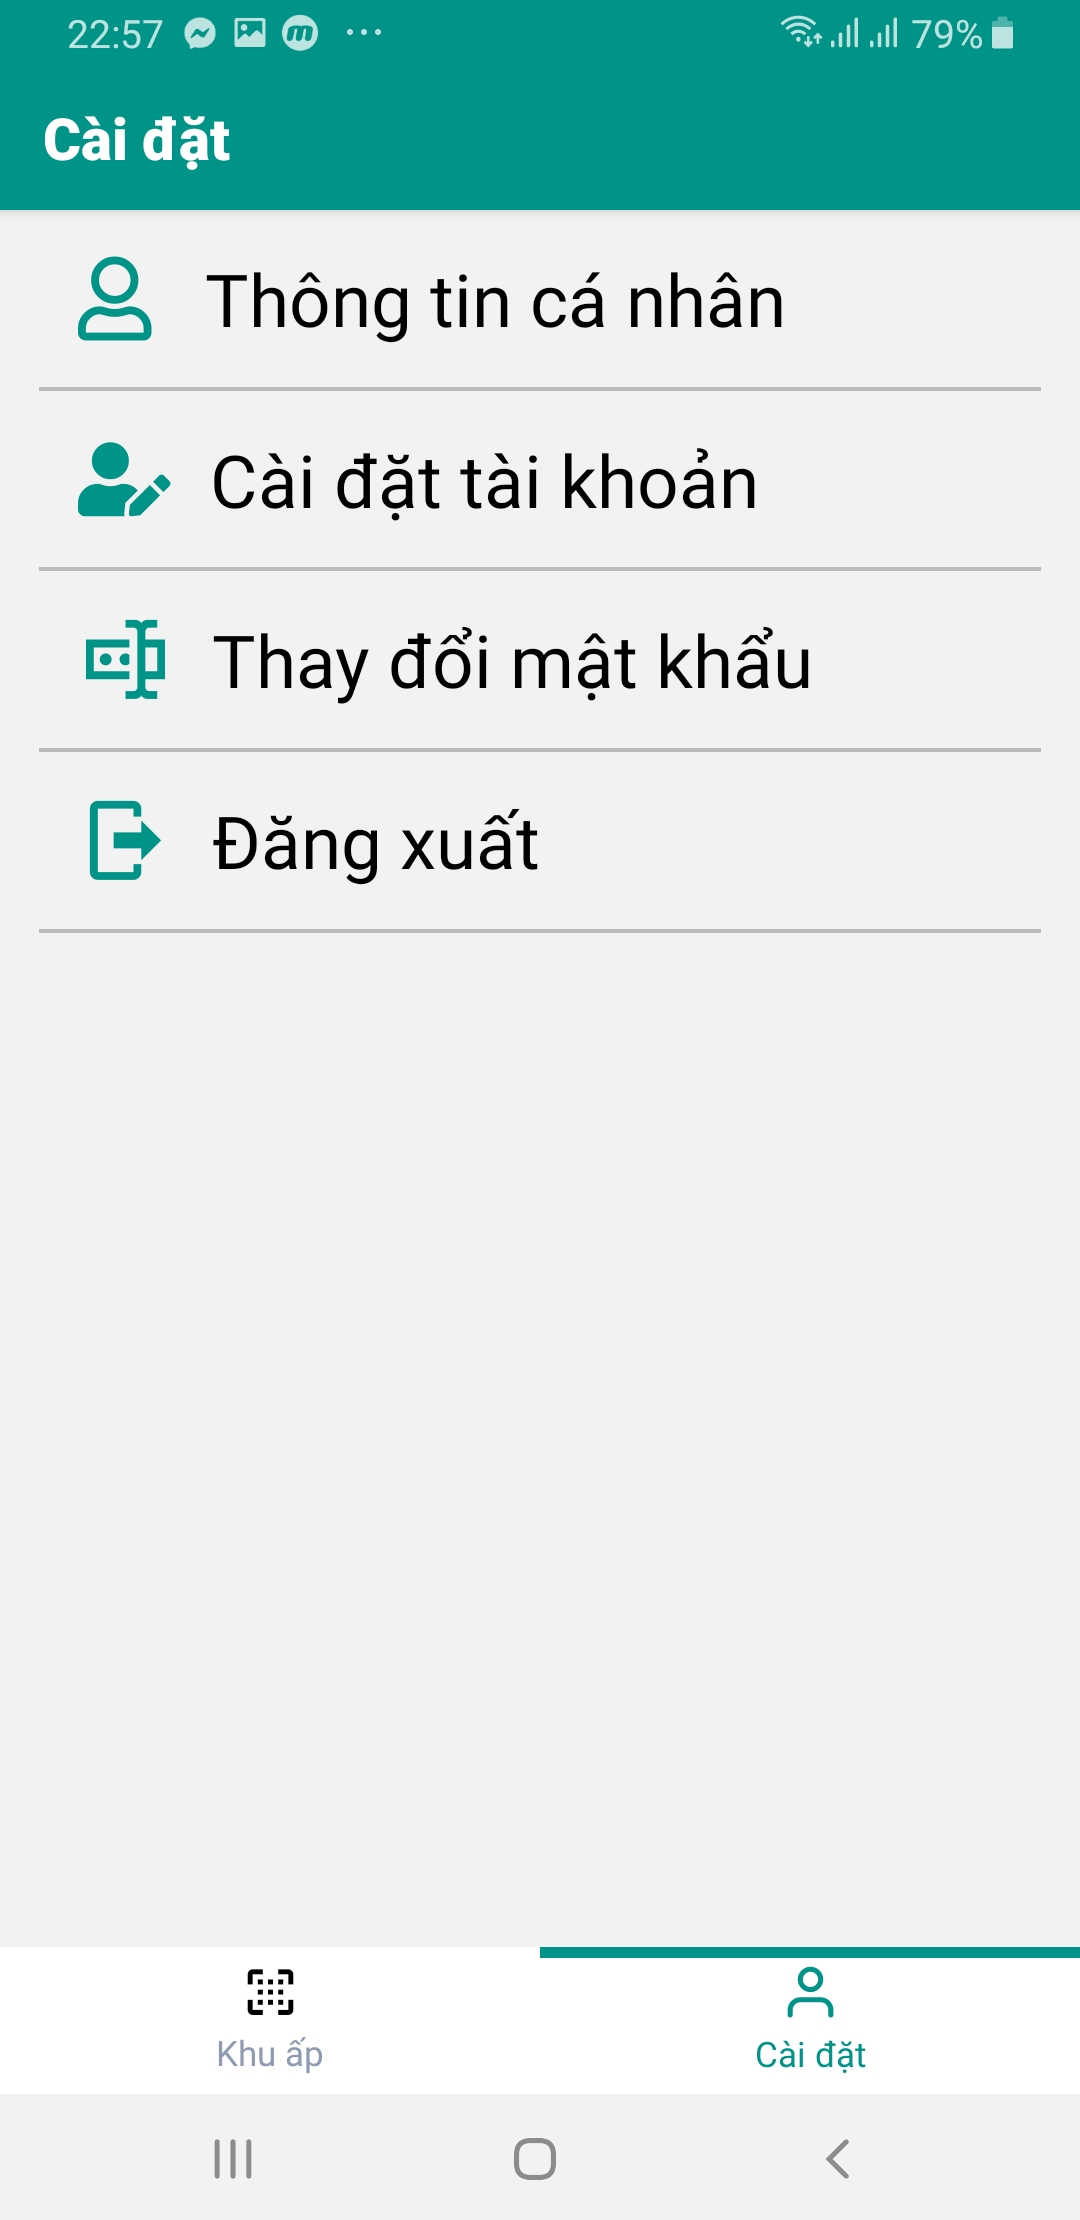 22:57
79%
Cài đặt
Thông tin cá nhân
Cài đặt tài khoản
Thay đổi mật khẩu
Đăng xuất
Khu ấp
Cài đặt